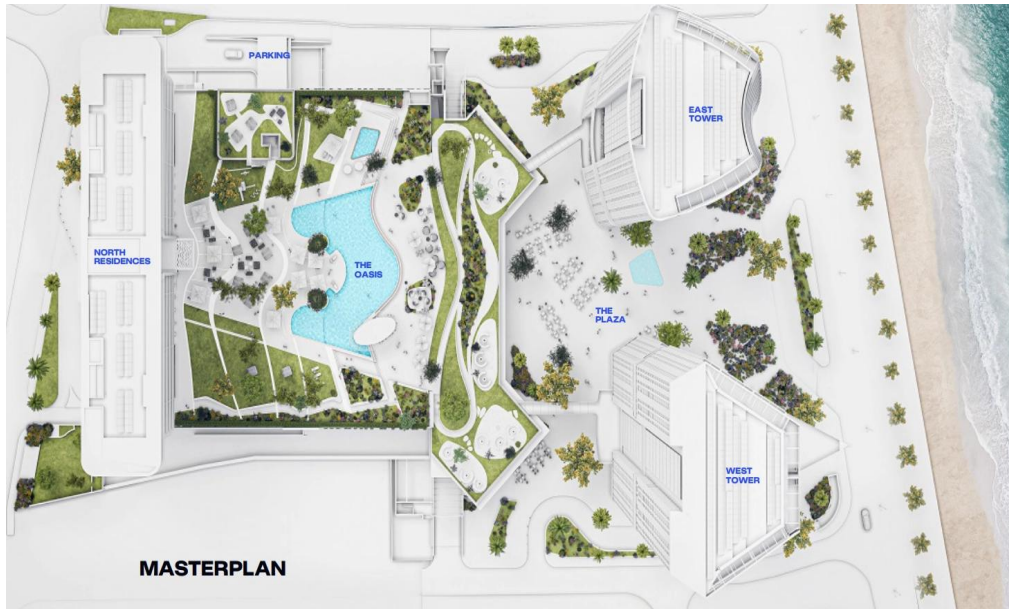 PARKING
EAST
TOWER
NORTH
RESIDENCES
THE
OASIS
THE
PLAZA
WEST
TOWER
MASTERPLAN